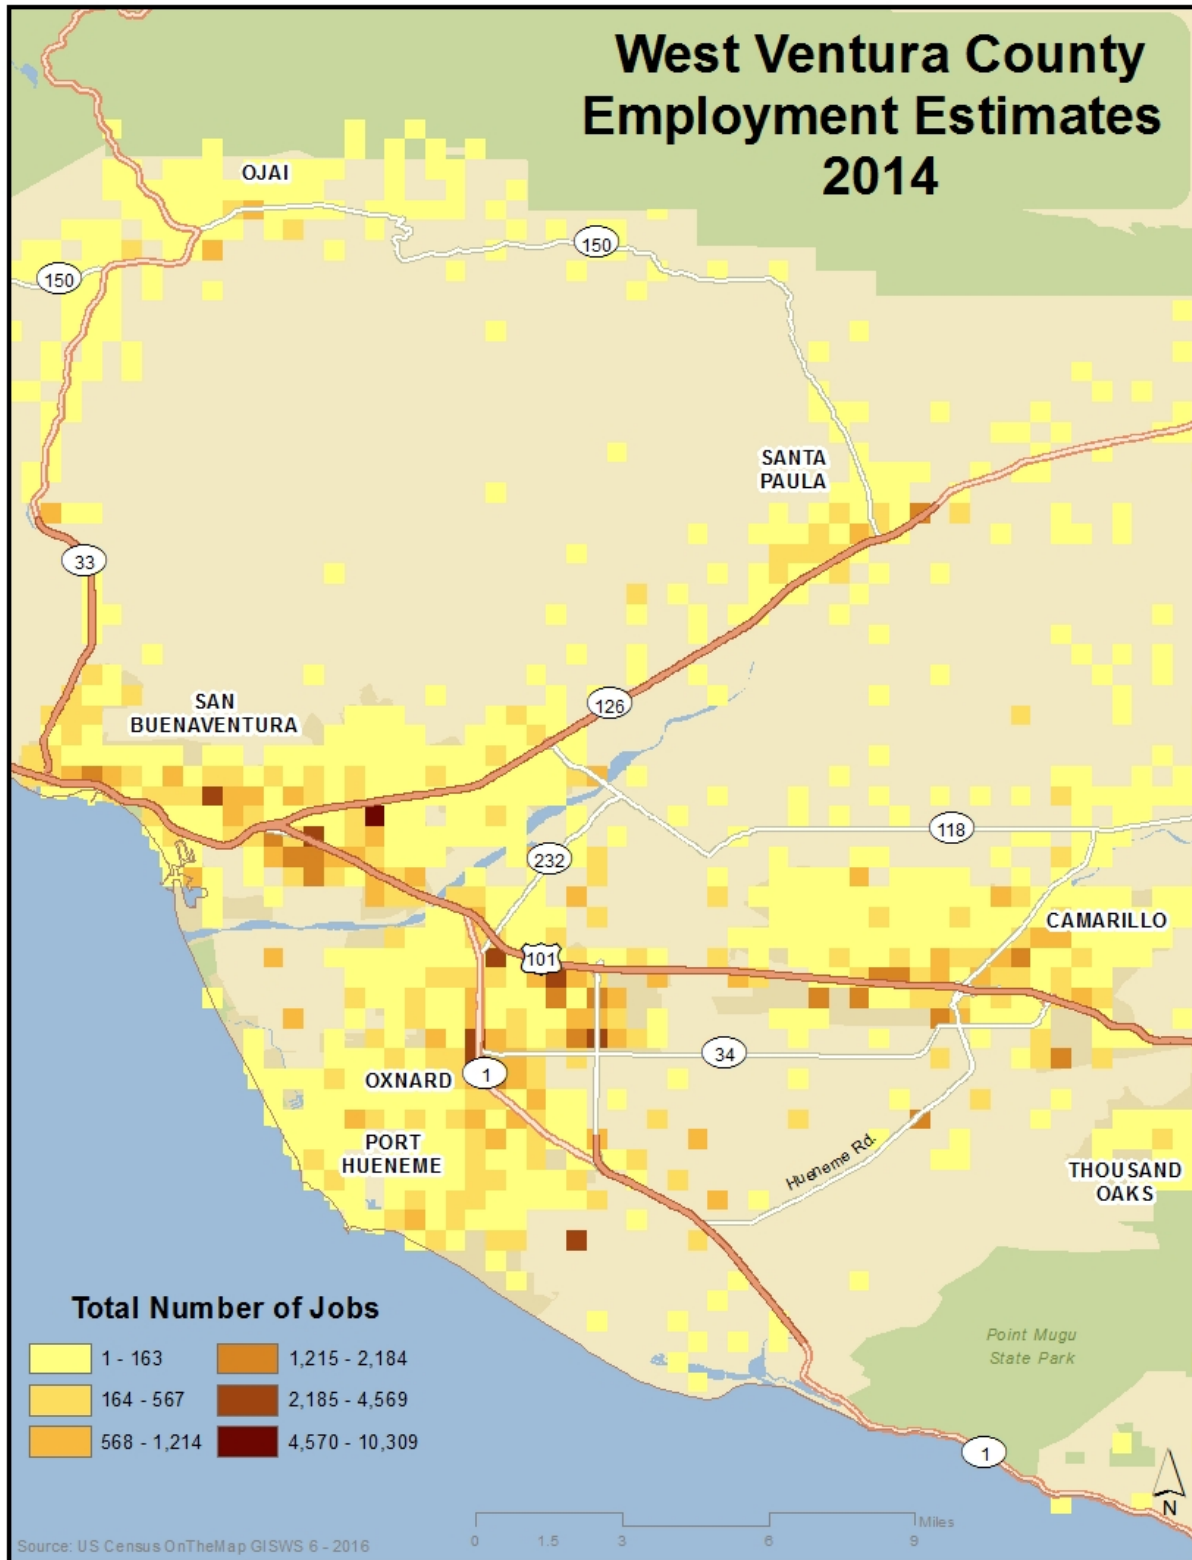 West Ventura County
Employment Estimates
2014
OJAI
150
150
SANTA
PAULA
33
SAN
BUENAVENTURA
126
118
232
CAMARILLO
101
34
OXNARD
1
PORT
HUENEME
Hueneme Rd.
THOUSAND
OAKS
Total Number of Jobs
1 - 163
1,215 - 2,184
164 - 567
2,185 - 4,569
568 - 1,214
4,570 - 10,309
Point Mugu
State Park
1
N
Miles
0 1.5 3 6 9
Source: US Census OnTheMap GISWS 6 - 2016